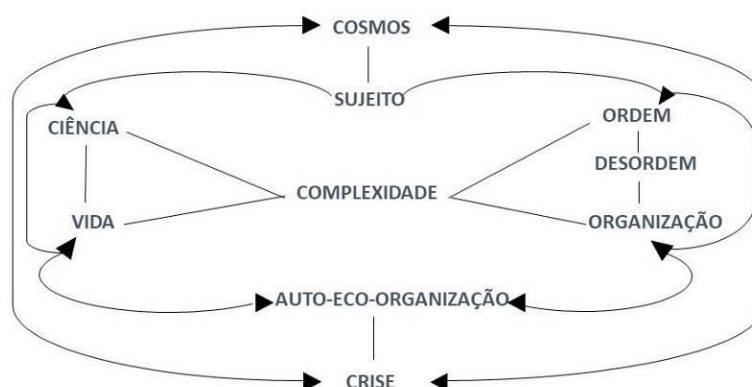 COSMOS
SUJEITO
CIÊNCIA
ORDEM
DESORDEM
COMPLEXIDADE
VIDA
ORGANIZAÇÃO
AUTO-ECO-ORGANIZAÇÃO
CRISE